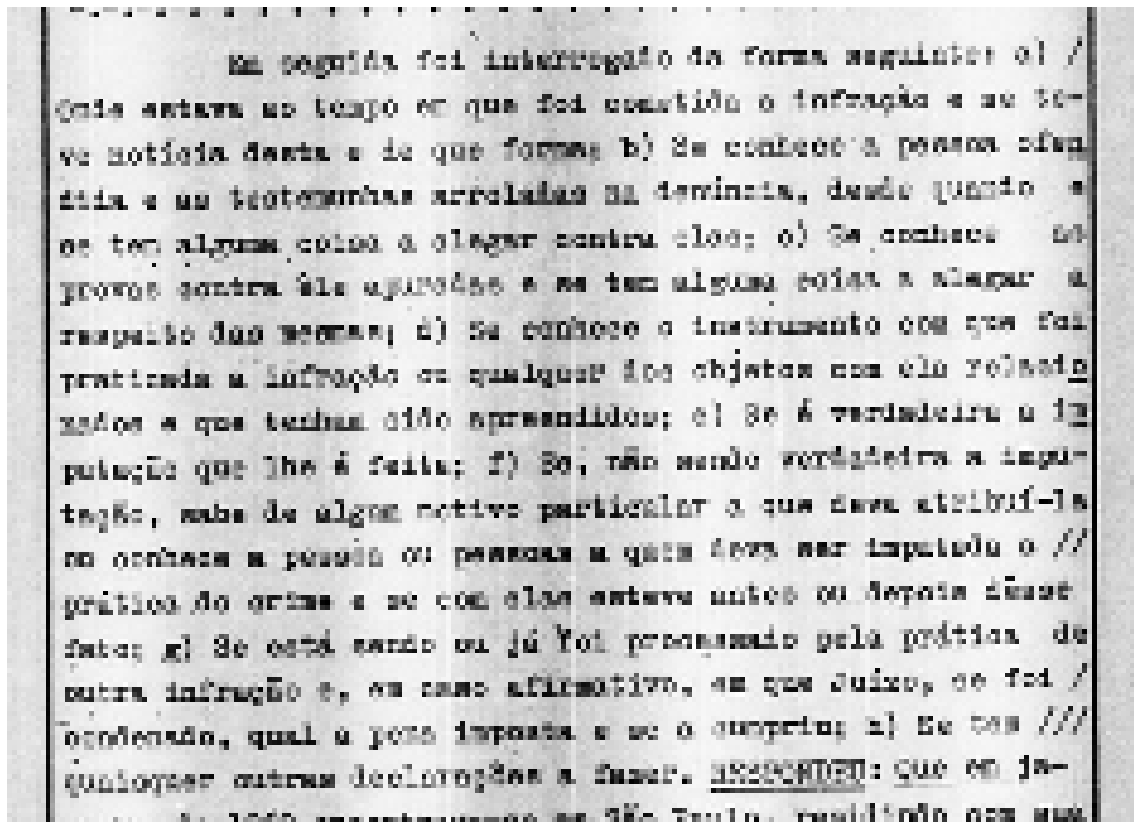 Em seguida foi interrogado da forma seguinte: a) /
Onde estava ao tempo em que foi cometida a infração e se te-
ve notícia desta e de que forma; b) Se conhece a pessoa ofen
dida e as testemunhas arroladas na denúncia, desde quando e
se tem alguma coisa a alegar contra elas; c) Se conhece as
provas contra êle apuradas e se tem alguma coisa a alegar a
respeito das mesmas; d) Se conhece o instrumento com que foi
praticada a infração ou qualquer dos objetos com ela relacio
nados e que tenham sido apreendidos; e) Se é verdadeira a im
putação que lhe é feita; f) Se, não sendo verdadeira a impu-
tação, sabe de algum motivo particular a que deva atribuí-la
ou conhece a pessoa ou pessoas a quem deva ser imputada a //
prática do crime e se com elas esteve antes ou depois dêsse
fato; g) Se está sendo ou já foi processado pela prática de
outra infração e, em caso afirmativo, em que Juízo, se foi /
condenado, qual a pena imposta e se a cumpriu; h) Se tem ///
quaisquer outras declarações a fazer. RESPONDEU: Que em ja-
São Paulo, residindo com sua